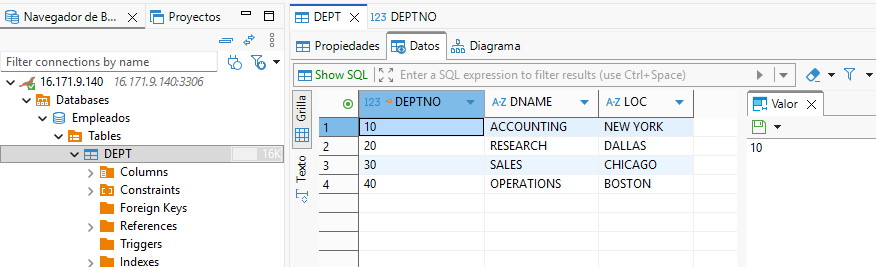 Navegador de B...
Proyectos
Filter connections by name
16.171.9.140 16.171.9.140:3306
Databases
Empleados
Tables
DEPT 16K
Columns
Constraints
Foreign Keys
References
Triggers
Indexes
DEPT 123 DEPTNO
Propiedades Datos Diagrama
Show SQL Enter a SQL expression to filter results (use Ctrl+Space)
Grilla
Texto
123 DEPTNO A-Z DNAME A-Z LOC
1 10 ACCOUNTING NEW YORK
2 20 RESEARCH DALLAS
3 30 SALES CHICAGO
4 40 OPERATIONS BOSTON
Valor
10